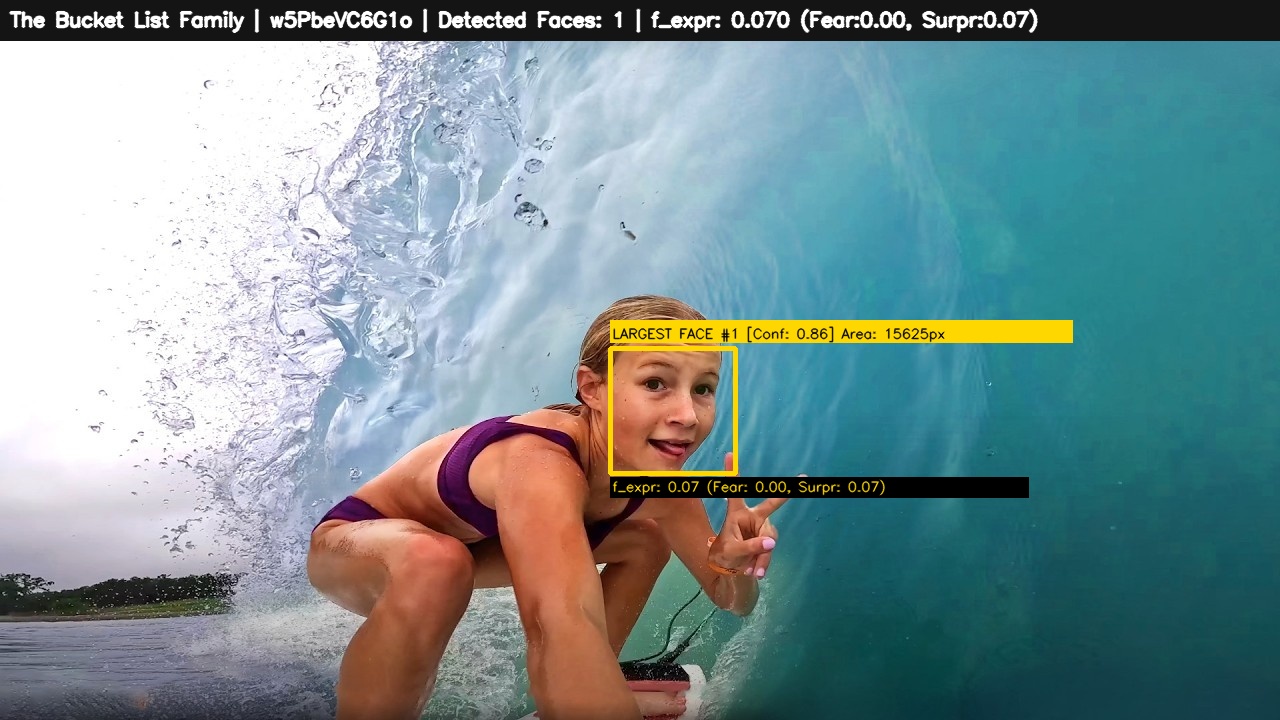 The Bucket List Family | w5PbeVC6G1o | Detected Faces: 1 | f_expr: 0.070 (Fear:0.00, Surpr:0.07)
LARGEST FACE #1 [Conf: 0.86] Area: 15625px
f_expr: 0.07 (Fear: 0.00, Surpr: 0.07)